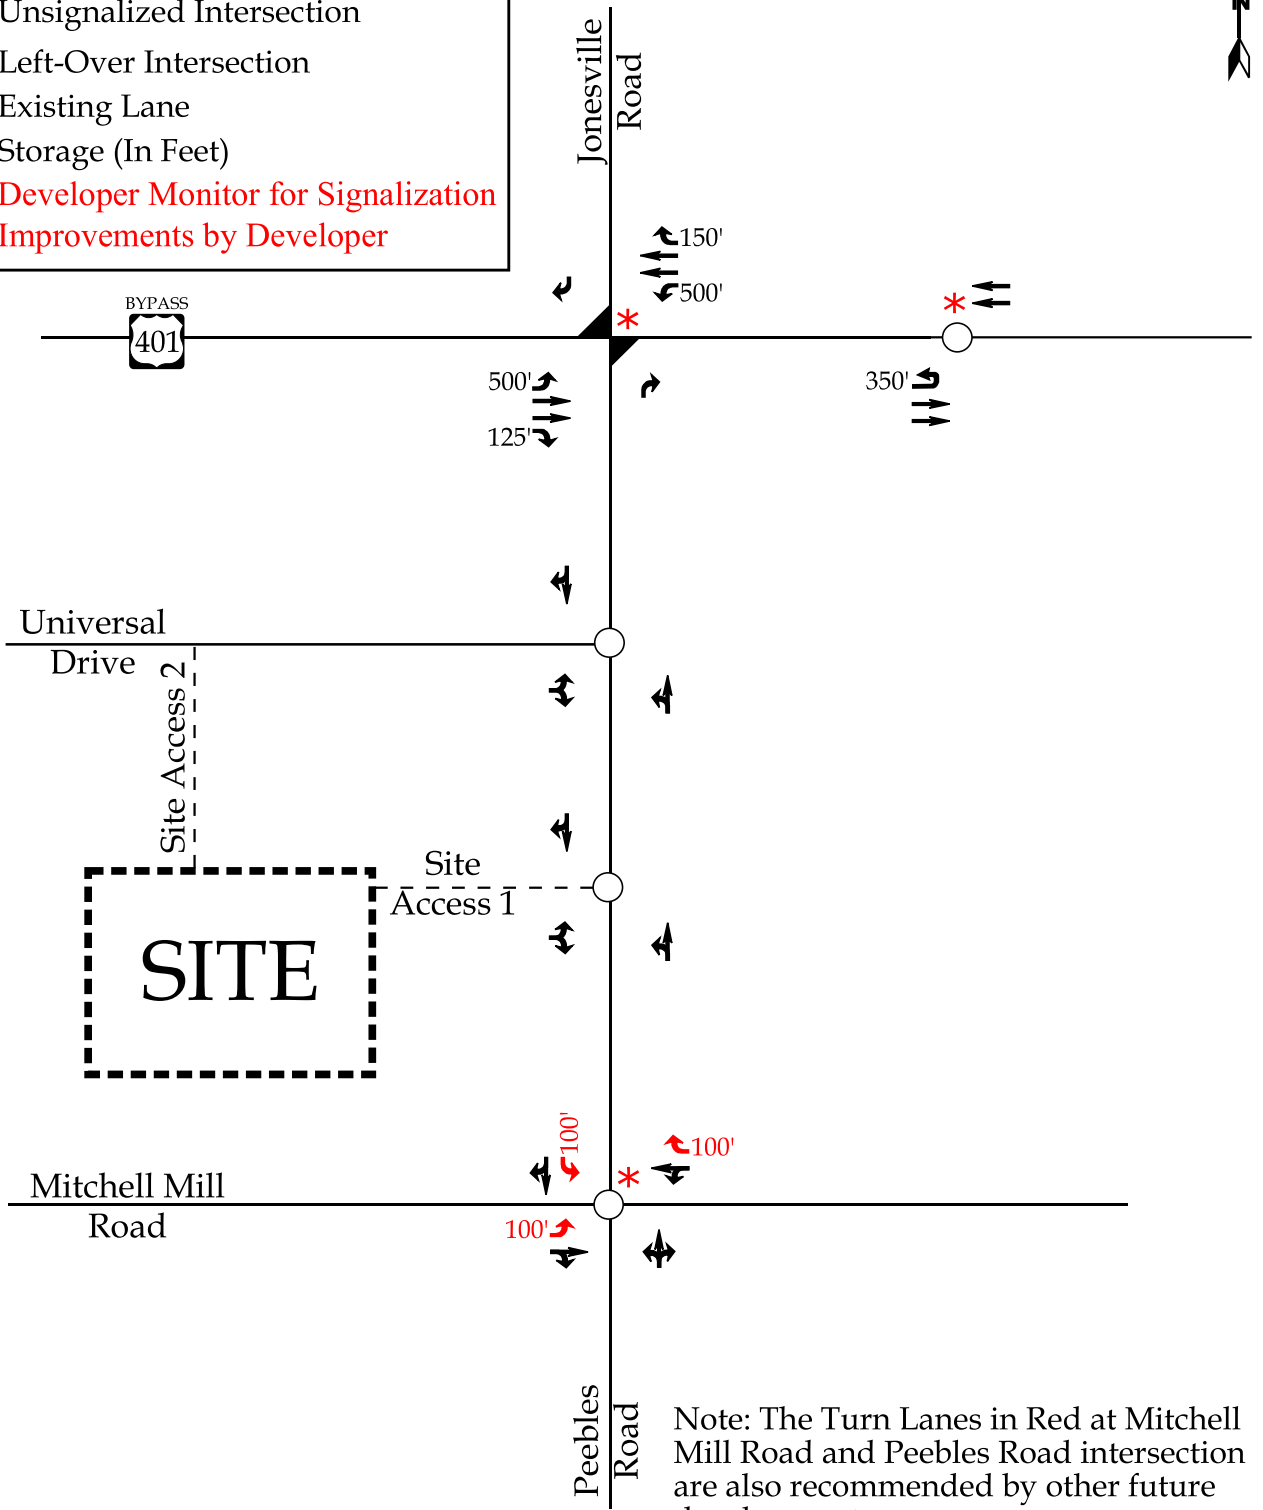 Unsignalized Intersection
Left-Over Intersection
Existing Lane
Storage (In Feet)
Developer Monitor for Signalization
Improvements by Developer
N
Jonesville
Road
150'
500'
BYPASS
401
500'
125'
350'
Universal
Drive
Site Access 2
Site
Access 1
SITE
100'
100'
Mitchell Mill
Road
100'
Peebles
Road
Note: The Turn Lanes in Red at Mitchell
Mill Road and Peebles Road intersection
are also recommended by other future